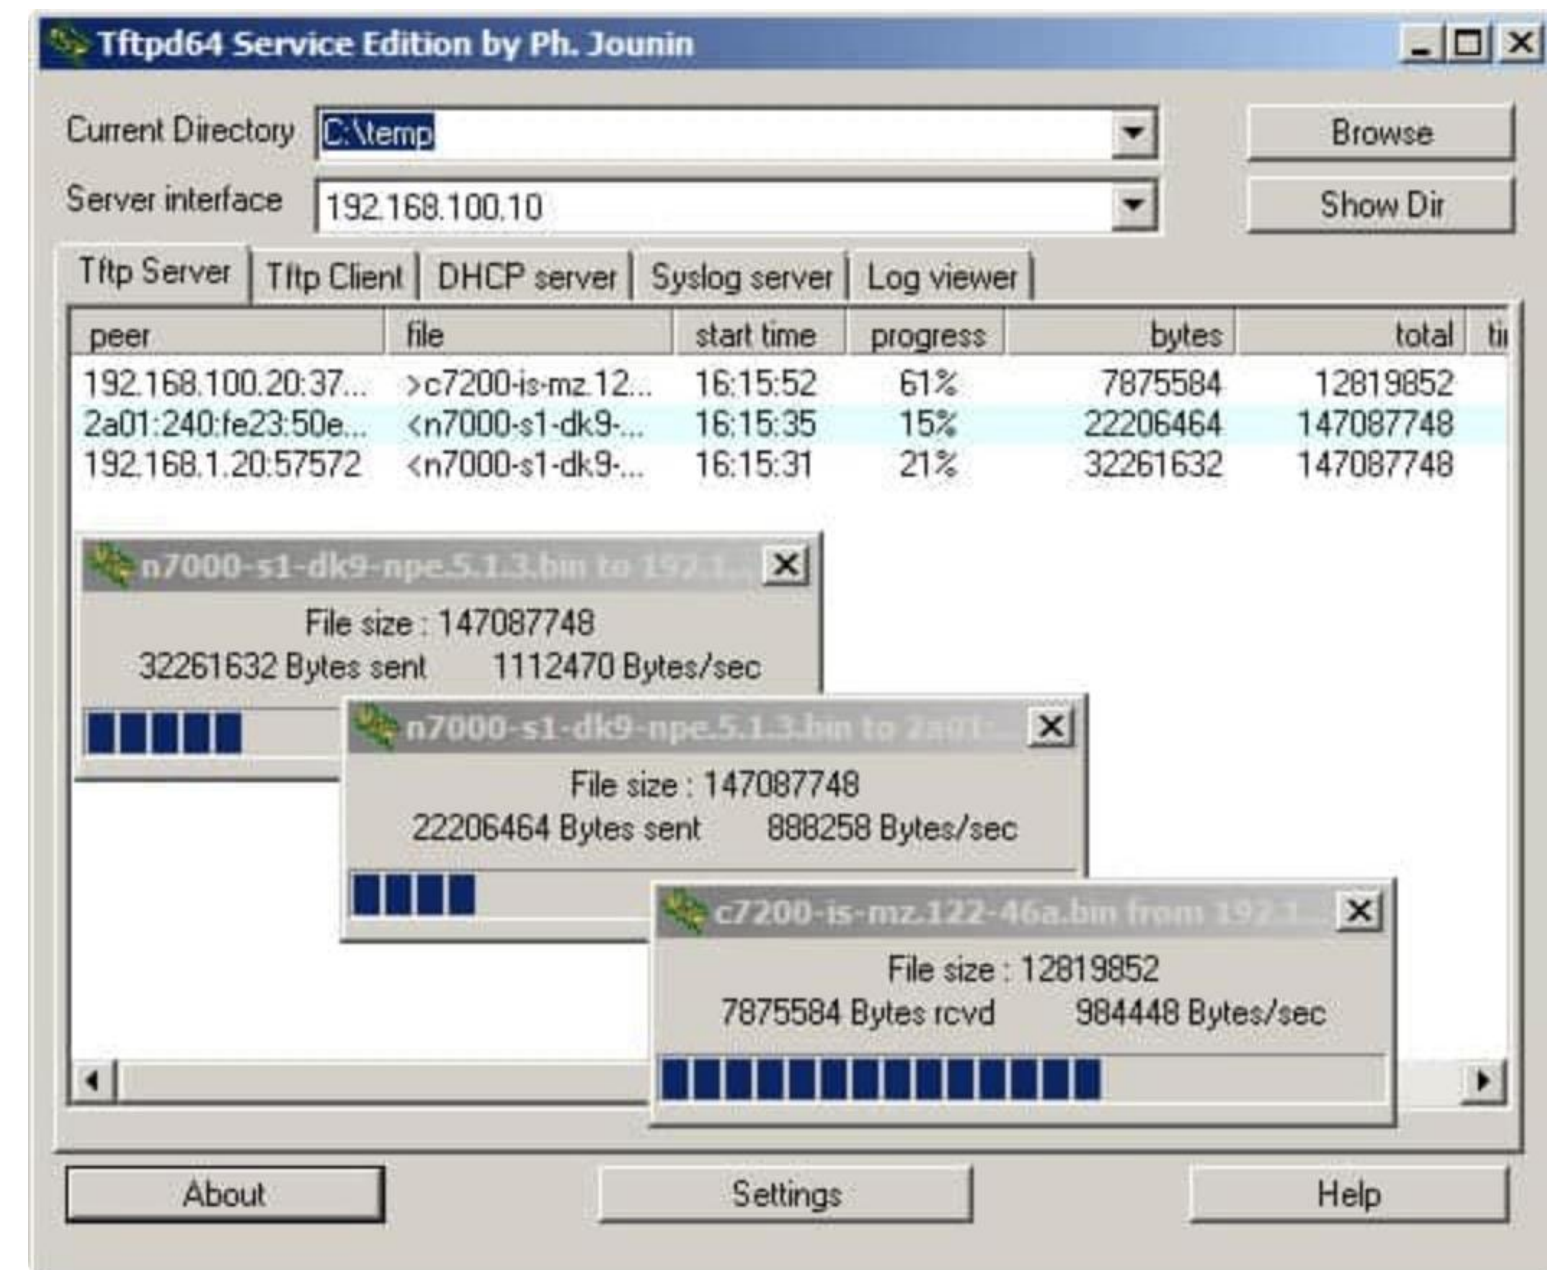 Tftpd64 Service Edition by Ph. Jounin
Current Directory C:\temp Browse
Server interface 192.168.100.10 Show Dir
Tftp Server Tftp Client DHCP server Syslog server Log viewer
peer file start time progress bytes total
192.168.100.20:37... >c7200-is-mz.12... 16:15:52 61% 7875584 12819852
2a01:240:fe23:50e... <n7000-s1-dk9-... 16:15:35 15% 22206464 147087748
192.168.1.20:57572 <n7000-s1-dk9-... 16:15:31 21% 32261632 147087748
n7000-s1-dk9-npe.5.1.3.bin to 192.1...
File size : 147087748
32261632 Bytes sent 1112470 Bytes/sec
n7000-s1-dk9-npe.5.1.3.bin to 2a01:...
File size : 147087748
22206464 Bytes sent 888258 Bytes/sec
c7200-is-mz.122-46a.bin from 192.1...
File size : 12819852
7875584 Bytes rcvd 984448 Bytes/sec
About Settings Help